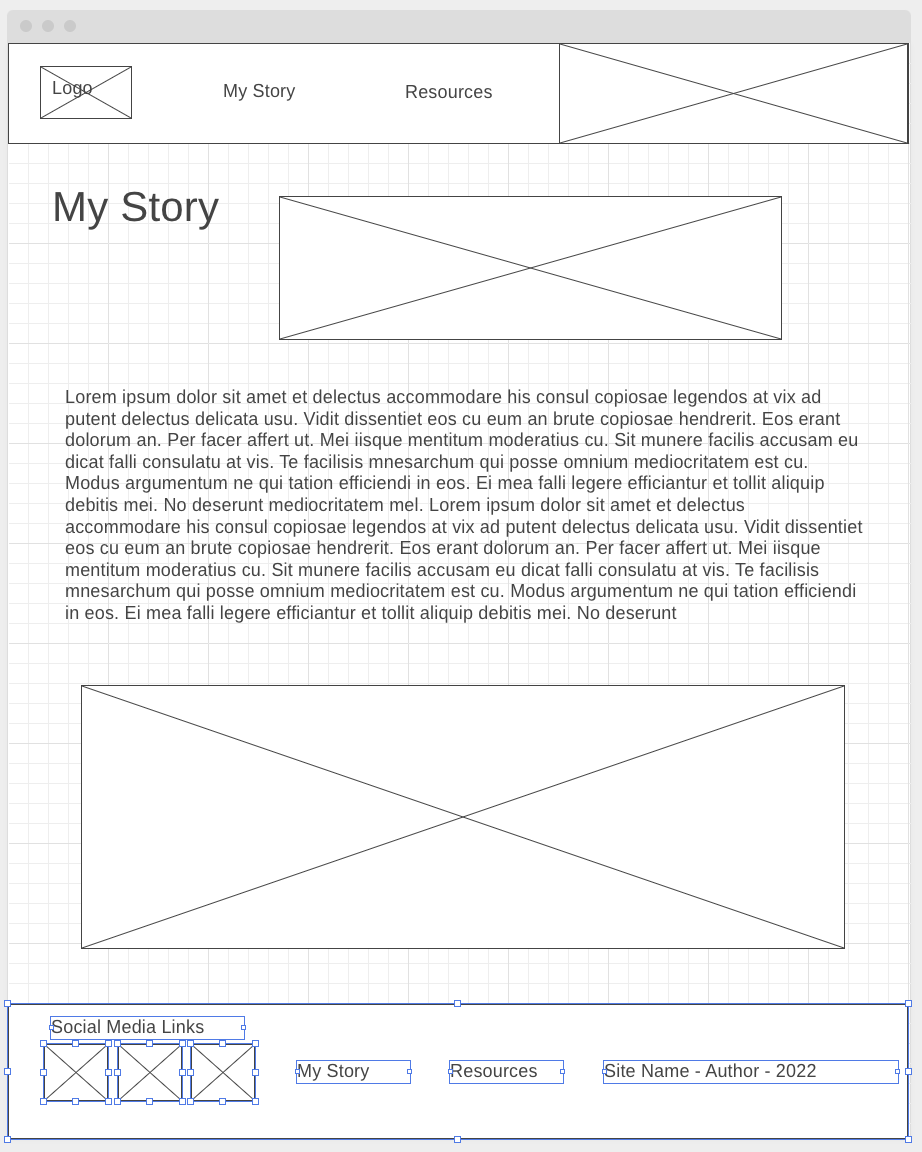 Logo
My Story
Resources
My Story
Lorem ipsum dolor sit amet et delectus accommodare his consul copiosae legendos at vix ad
putent delectus delicata usu. Vidit dissentiet eos cu eum an brute copiosae hendrerit. Eos erant
dolorum an. Per facer affert ut. Mei iisque mentitum moderatius cu. Sit munere facilis accusam eu
dicat falli consulatu at vis. Te facilisis mnesarchum qui posse omnium mediocritatem est cu.
Modus argumentum ne qui tation efficiendi in eos. Ei mea falli legere efficiantur et tollit aliquip
debitis mei. No deserunt mediocritatem mel. Lorem ipsum dolor sit amet et delectus
accommodare his consul copiosae legendos at vix ad putent delectus delicata usu. Vidit dissentiet
eos cu eum an brute copiosae hendrerit. Eos erant dolorum an. Per facer affert ut. Mei iisque
mentitum moderatius cu. Sit munere facilis accusam eu dicat falli consulatu at vis. Te facilisis
mnesarchum qui posse omnium mediocritatem est cu. Modus argumentum ne qui tation efficiendi
in eos. Ei mea falli legere efficiantur et tollit aliquip debitis mei. No deserunt
Social Media Links
My Story
Resources
Site Name - Author - 2022